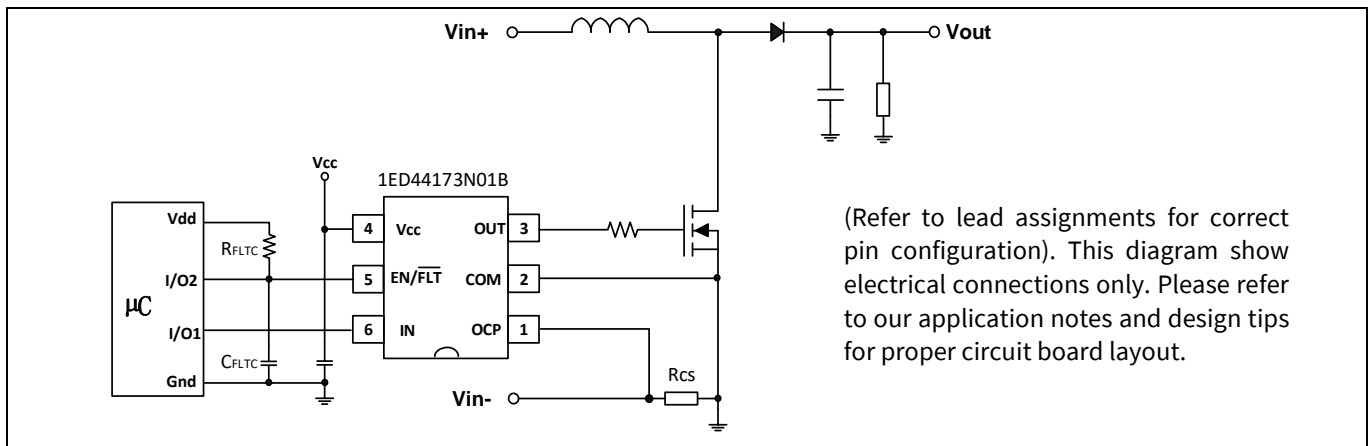 Vin+
Vout
Vcc
1ED44173N01B
Vdd
RFLTC
4
Vcc
OUT
3
I/O2
5
EN/FLT
COM
2
μC
I/O1
6
IN
OCP
1
CFLTC
Gnd
Rcs
Vin-
(Refer to lead assignments for correct
pin configuration). This diagram show
electrical connections only. Please refer
to our application notes and design tips
for proper circuit board layout.